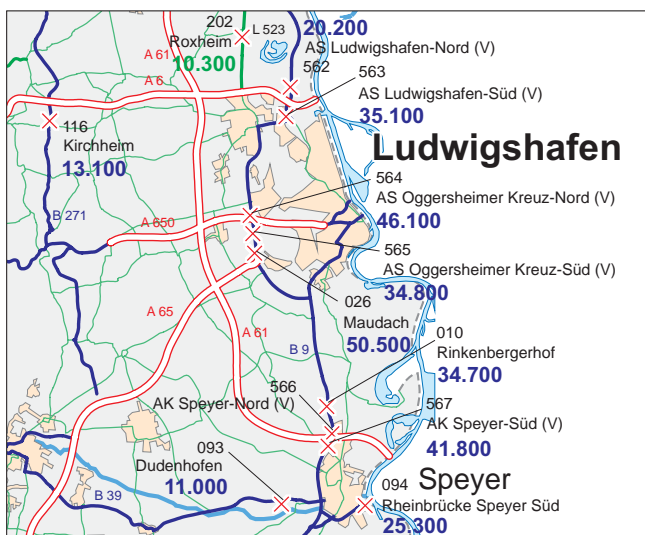 202
L 523
20.200
A 61
Roxheim
AS Ludwigshafen-Nord (V)
10.300
562
563
A 6
AS Ludwigshafen-Süd (V)
35.100
116
Kirchheim
13.100
Ludwigshafen
564
AS Oggersheimer Kreuz-Nord (V)
46.100
B 271
A 650
565
AS Oggersheimer Kreuz-Süd (V)
34.800
026
Maudach
50.500
A 65
A 61
B 9
010
Rinkenbergerhof
34.700
566
AK Speyer-Nord (V)
567
AK Speyer-Süd (V)
41.800
093
Dudenhofen
11.000
B 39
094
Speyer
Rheinbrücke Speyer Süd
25.300